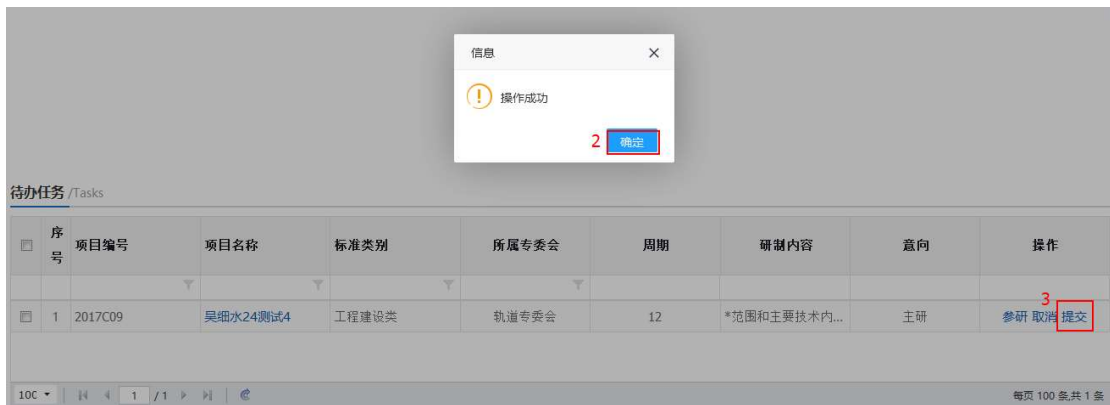 信息
操作成功
2 确定
待办任务 /Tasks
序号 项目编号 项目名称 标准类别 所属专委会 周期 研制内容 意向 操作
3
1 2017C09 吴细水24测试4 工程建设类 轨道专委会 12 *范围和主要技术内... 主研 参研 取消 提交
10C 1 /1 每页 100 条,共 1 条